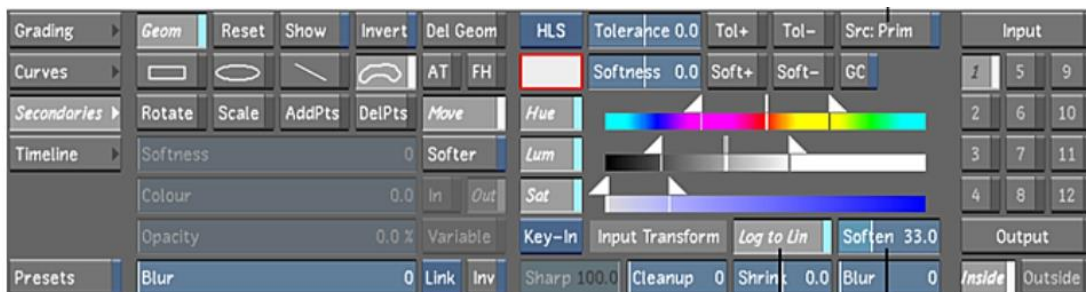 Grading Geom Reset Show Invert Del Geom HLS Tolerance 0.0 Tol+ Tol- Src: Prim Input
Curves AT FH Softness 0.0 Soft+ Soft- GC 1 5 9
Secondaries Rotate Scale AddPts DelPts Move Hue 2 6 10
Timeline Softness 0 Softer Lum 3 7 11
Colour 0.0 In Out Sat 4 8 12
Opacity 0.0 % Variable Key-In Input Transform Log to Lin Soften 33.0 Output
Presets Blur 0 Link Inv Sharp 100.0 Cleanup 0 Shrink 0.0 Blur 0 Inside Outside